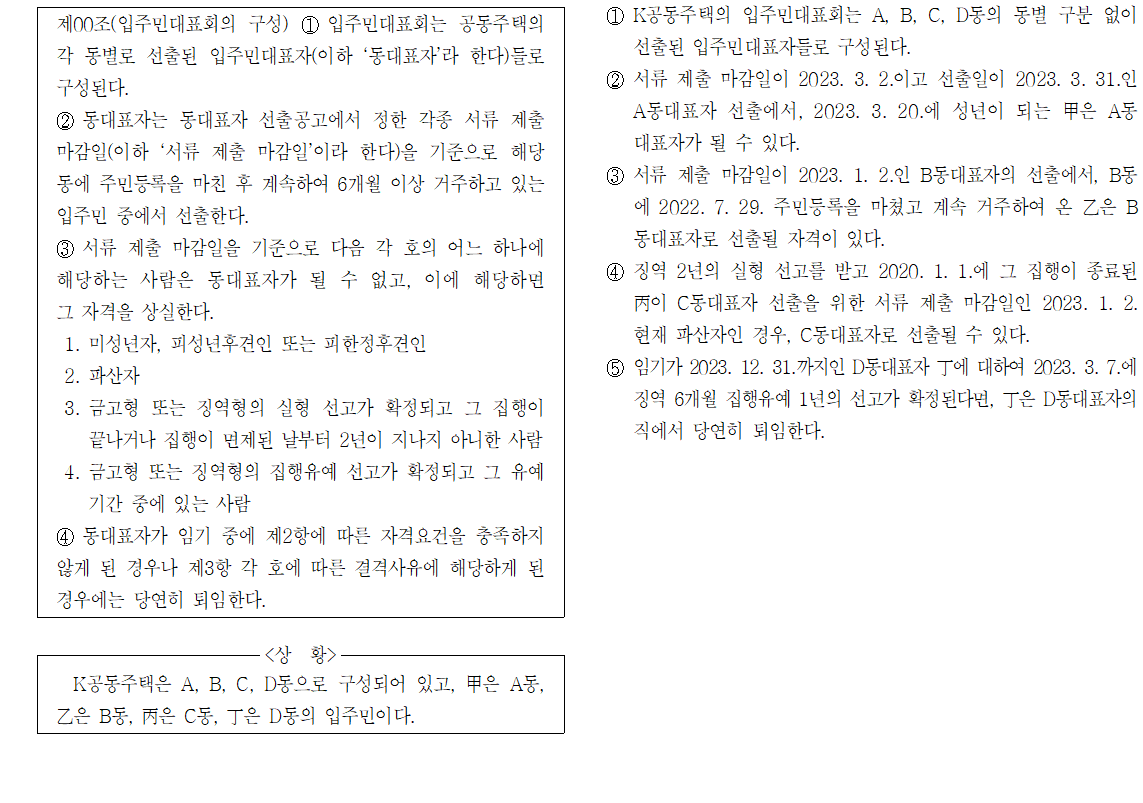 제00조(입주민대표회의 구성) ① 입주민대표회는 공동주택의
각 동별로 선출된 입주민대표자(이하 ‘동대표자’라 한다)들로
구성된다.
② 동대표자는 동대표자 선출공고에서 정한 각종 서류 제출
마감일(이하 ‘서류 제출 마감일’이라 한다)을 기준으로 해당
동에 주민등록을 마친 후 계속하여 6개월 이상 거주하고 있는
입주민 중에서 선출한다.
③ 서류 제출 마감일을 기준으로 다음 각 호의 어느 하나에
해당하는 사람은 동대표자가 될 수 없고, 이에 해당하면
그 자격을 상실한다.
1. 미성년자, 피성년후견인 또는 피한정후견인
2. 파산자
3. 금고형 또는 징역형의 실형 선고가 확정되고 그 집행이
끝나거나 집행이 면제된 날부터 2년이 지나지 아니한 사람
4. 금고형 또는 징역형의 집행유예 선고가 확정되고 그 유예
기간 중에 있는 사람
④ 동대표자가 임기 중에 제2항에 따른 자격요건을 충족하지
않게 된 경우나 제3항 각 호에 따른 결격사유에 해당하게 된
경우에는 당연히 퇴임한다.
<상 황>
K공동주택은 A, B, C, D동으로 구성되어 있고, 甲은 A동,
乙은 B동, 丙은 C동, 丁은 D동의 입주민이다.
① K공동주택의 입주민대표회는 A, B, C, D동의 동별 구분 없이
선출된 입주민대표자들로 구성된다.
② 서류 제출 마감일이 2023. 3. 2.이고 선출일이 2023. 3. 31.인
A동대표자 선출에서, 2023. 3. 20.에 성년이 되는 甲은 A동
대표자가 될 수 있다.
③ 서류 제출 마감일이 2023. 1. 2.인 B동대표자의 선출에서, B동
에 2022. 7. 29. 주민등록을 마쳤고 계속 거주하여 온 乙은 B
동대표자로 선출될 자격이 있다.
④ 징역 2년의 실형 선고를 받고 2020. 1. 1.에 그 집행이 종료된
丙이 C동대표자 선출을 위한 서류 제출 마감일인 2023. 1. 2.
현재 파산자인 경우, C동대표자로 선출될 수 있다.
⑤ 임기가 2023. 12. 31.까지인 D동대표자 丁에 대하여 2023. 3. 7.에
징역 6개월 집행유예 1년의 선고가 확정된다면, 丁은 D동대표자의
직에서 당연히 퇴임한다.